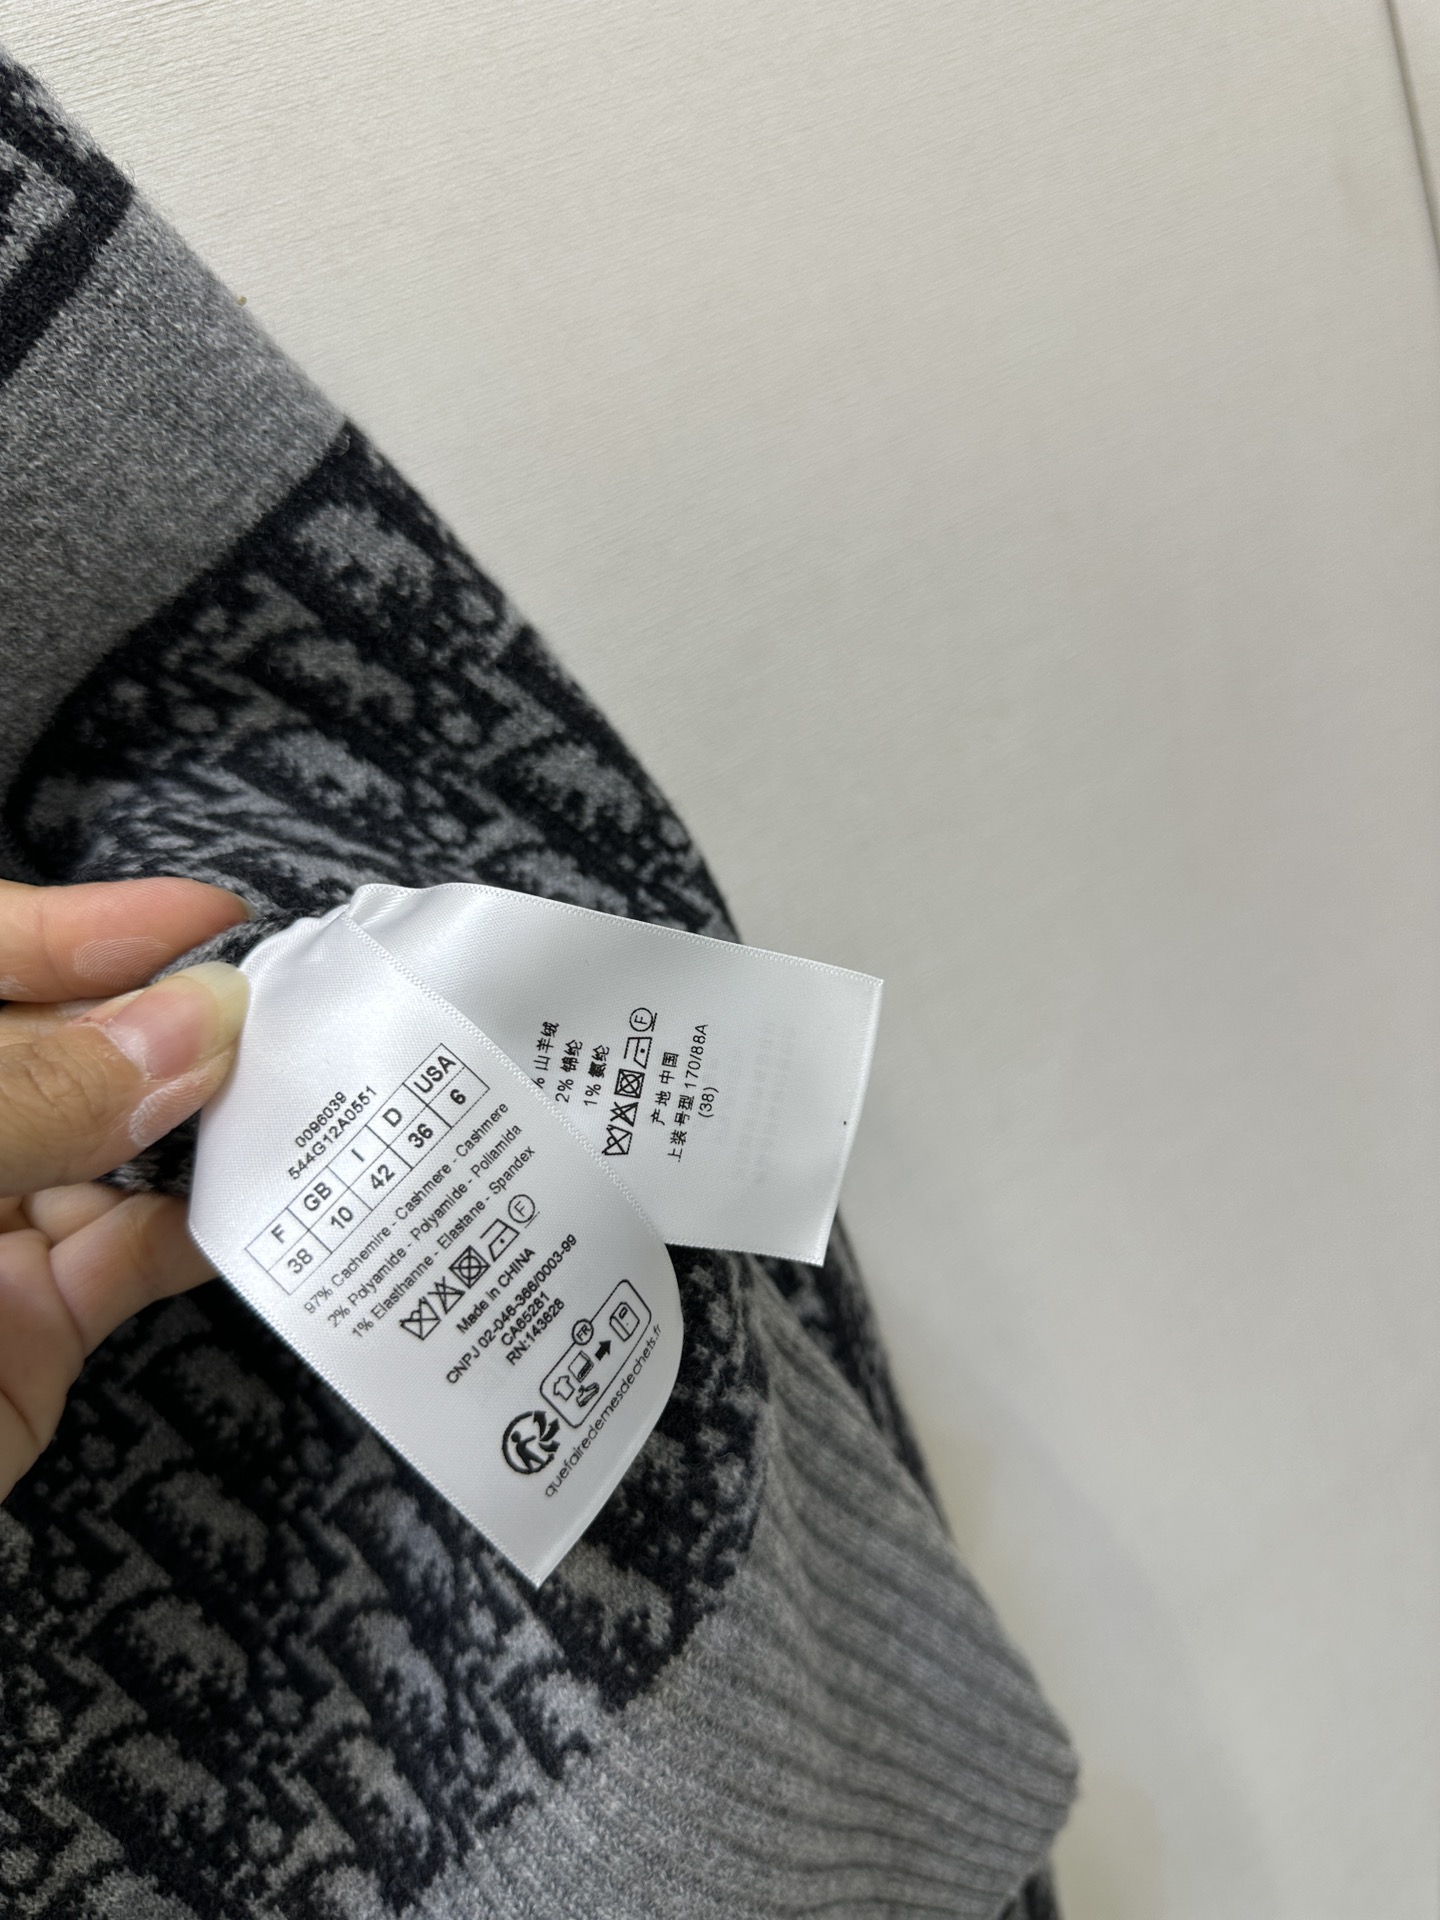 0096039
544G12A0551
F GB I D USA
38 10 42 36 6
97% Cachemire - Cashmere - Cashmere
2% Polyamide - Polyamide - Poliamida
1% Elasthanne - Elastane - Spandex
F
Made in CHINA
CNPJ 02-046-366/0003-99
CA65281
RN:143628
FR
quefairedemesdechets.fr
% 山羊绒
2% 锦纶
1% 氨纶
F
产地 中国
上装 号型 170/88A
(38)